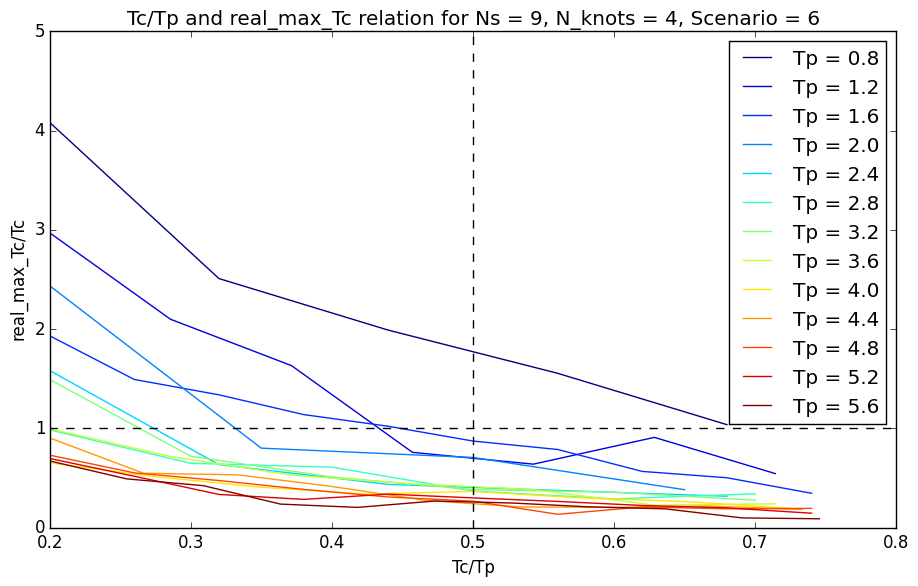 Tc/Tp and real_max_Tc relation for Ns = 9, N_knots = 4, Scenario = 6
5
4
3
2
1
0
real_max_Tc/Tc
Tp = 0.8
Tp = 1.2
Tp = 1.6
Tp = 2.0
Tp = 2.4
Tp = 2.8
Tp = 3.2
Tp = 3.6
Tp = 4.0
Tp = 4.4
Tp = 4.8
Tp = 5.2
Tp = 5.6
0.2 0.3 0.4 0.5 0.6 0.7 0.8
Tc/Tp